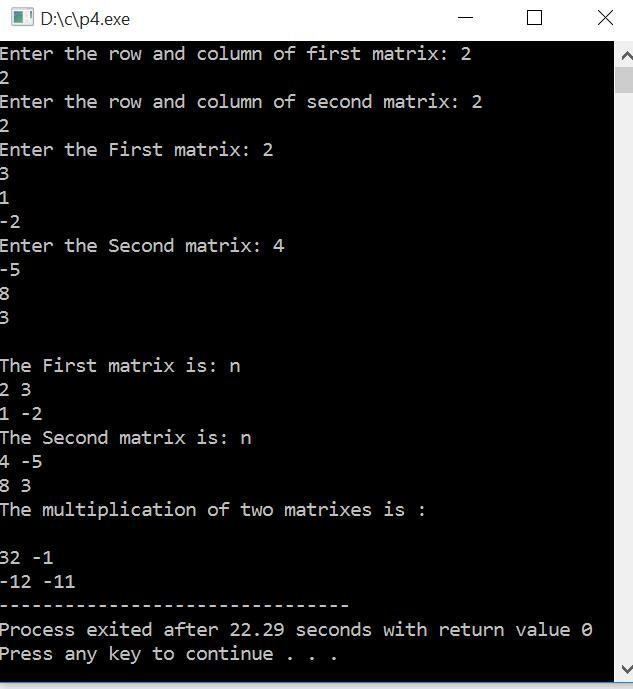 D:\c\p4.exe
Enter the row and column of first matrix: 2
2
Enter the row and column of second matrix: 2
2
Enter the First matrix: 2
3
1
-2
Enter the Second matrix: 4
-5
8
3
The First matrix is: n
2 3
1 -2
The Second matrix is: n
4 -5
8 3
The multiplication of two matrixes is :
32 -1
-12 -11
--------------------------------
Process exited after 22.29 seconds with return value 0
Press any key to continue . . .